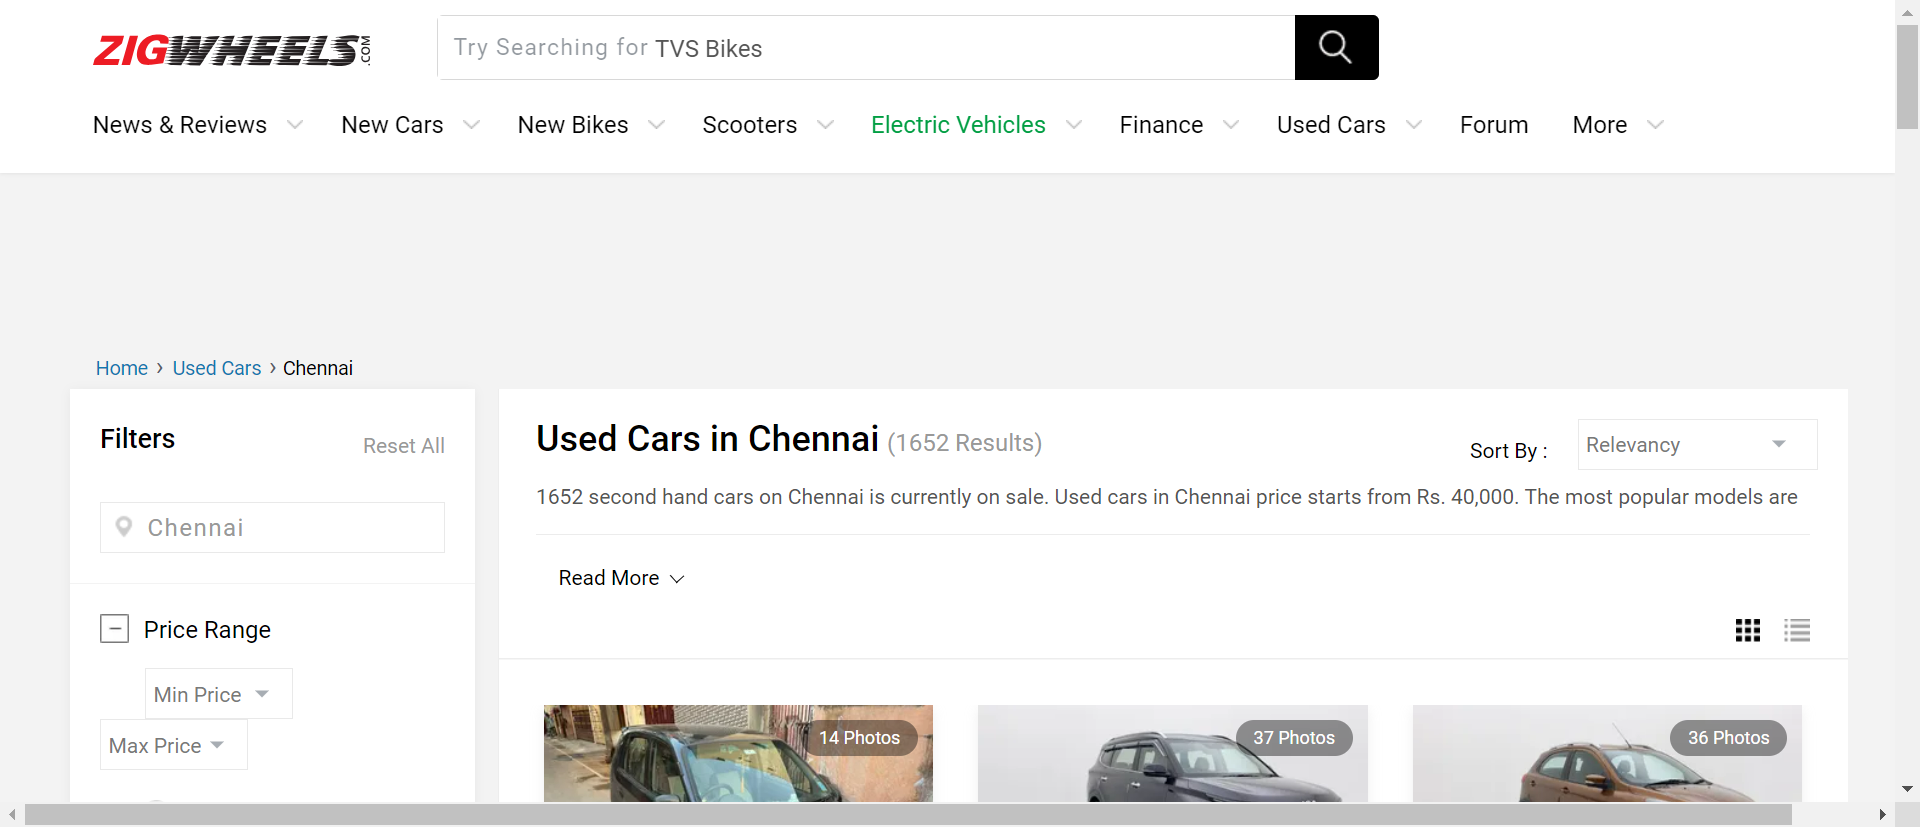 ZIGWHEELS.COM
Try Searching for TVS Bikes
News & Reviews New Cars New Bikes Scooters Electric Vehicles Finance Used Cars Forum More
Home › Used Cars › Chennai
Filters
Reset All
Chennai
Price Range
Min Price
Max Price
Used Cars in Chennai (1652 Results)
Sort By : Relevancy
1652 second hand cars on Chennai is currently on sale. Used cars in Chennai price starts from Rs. 40,000. The most popular models are
Read More
14 Photos
37 Photos
36 Photos